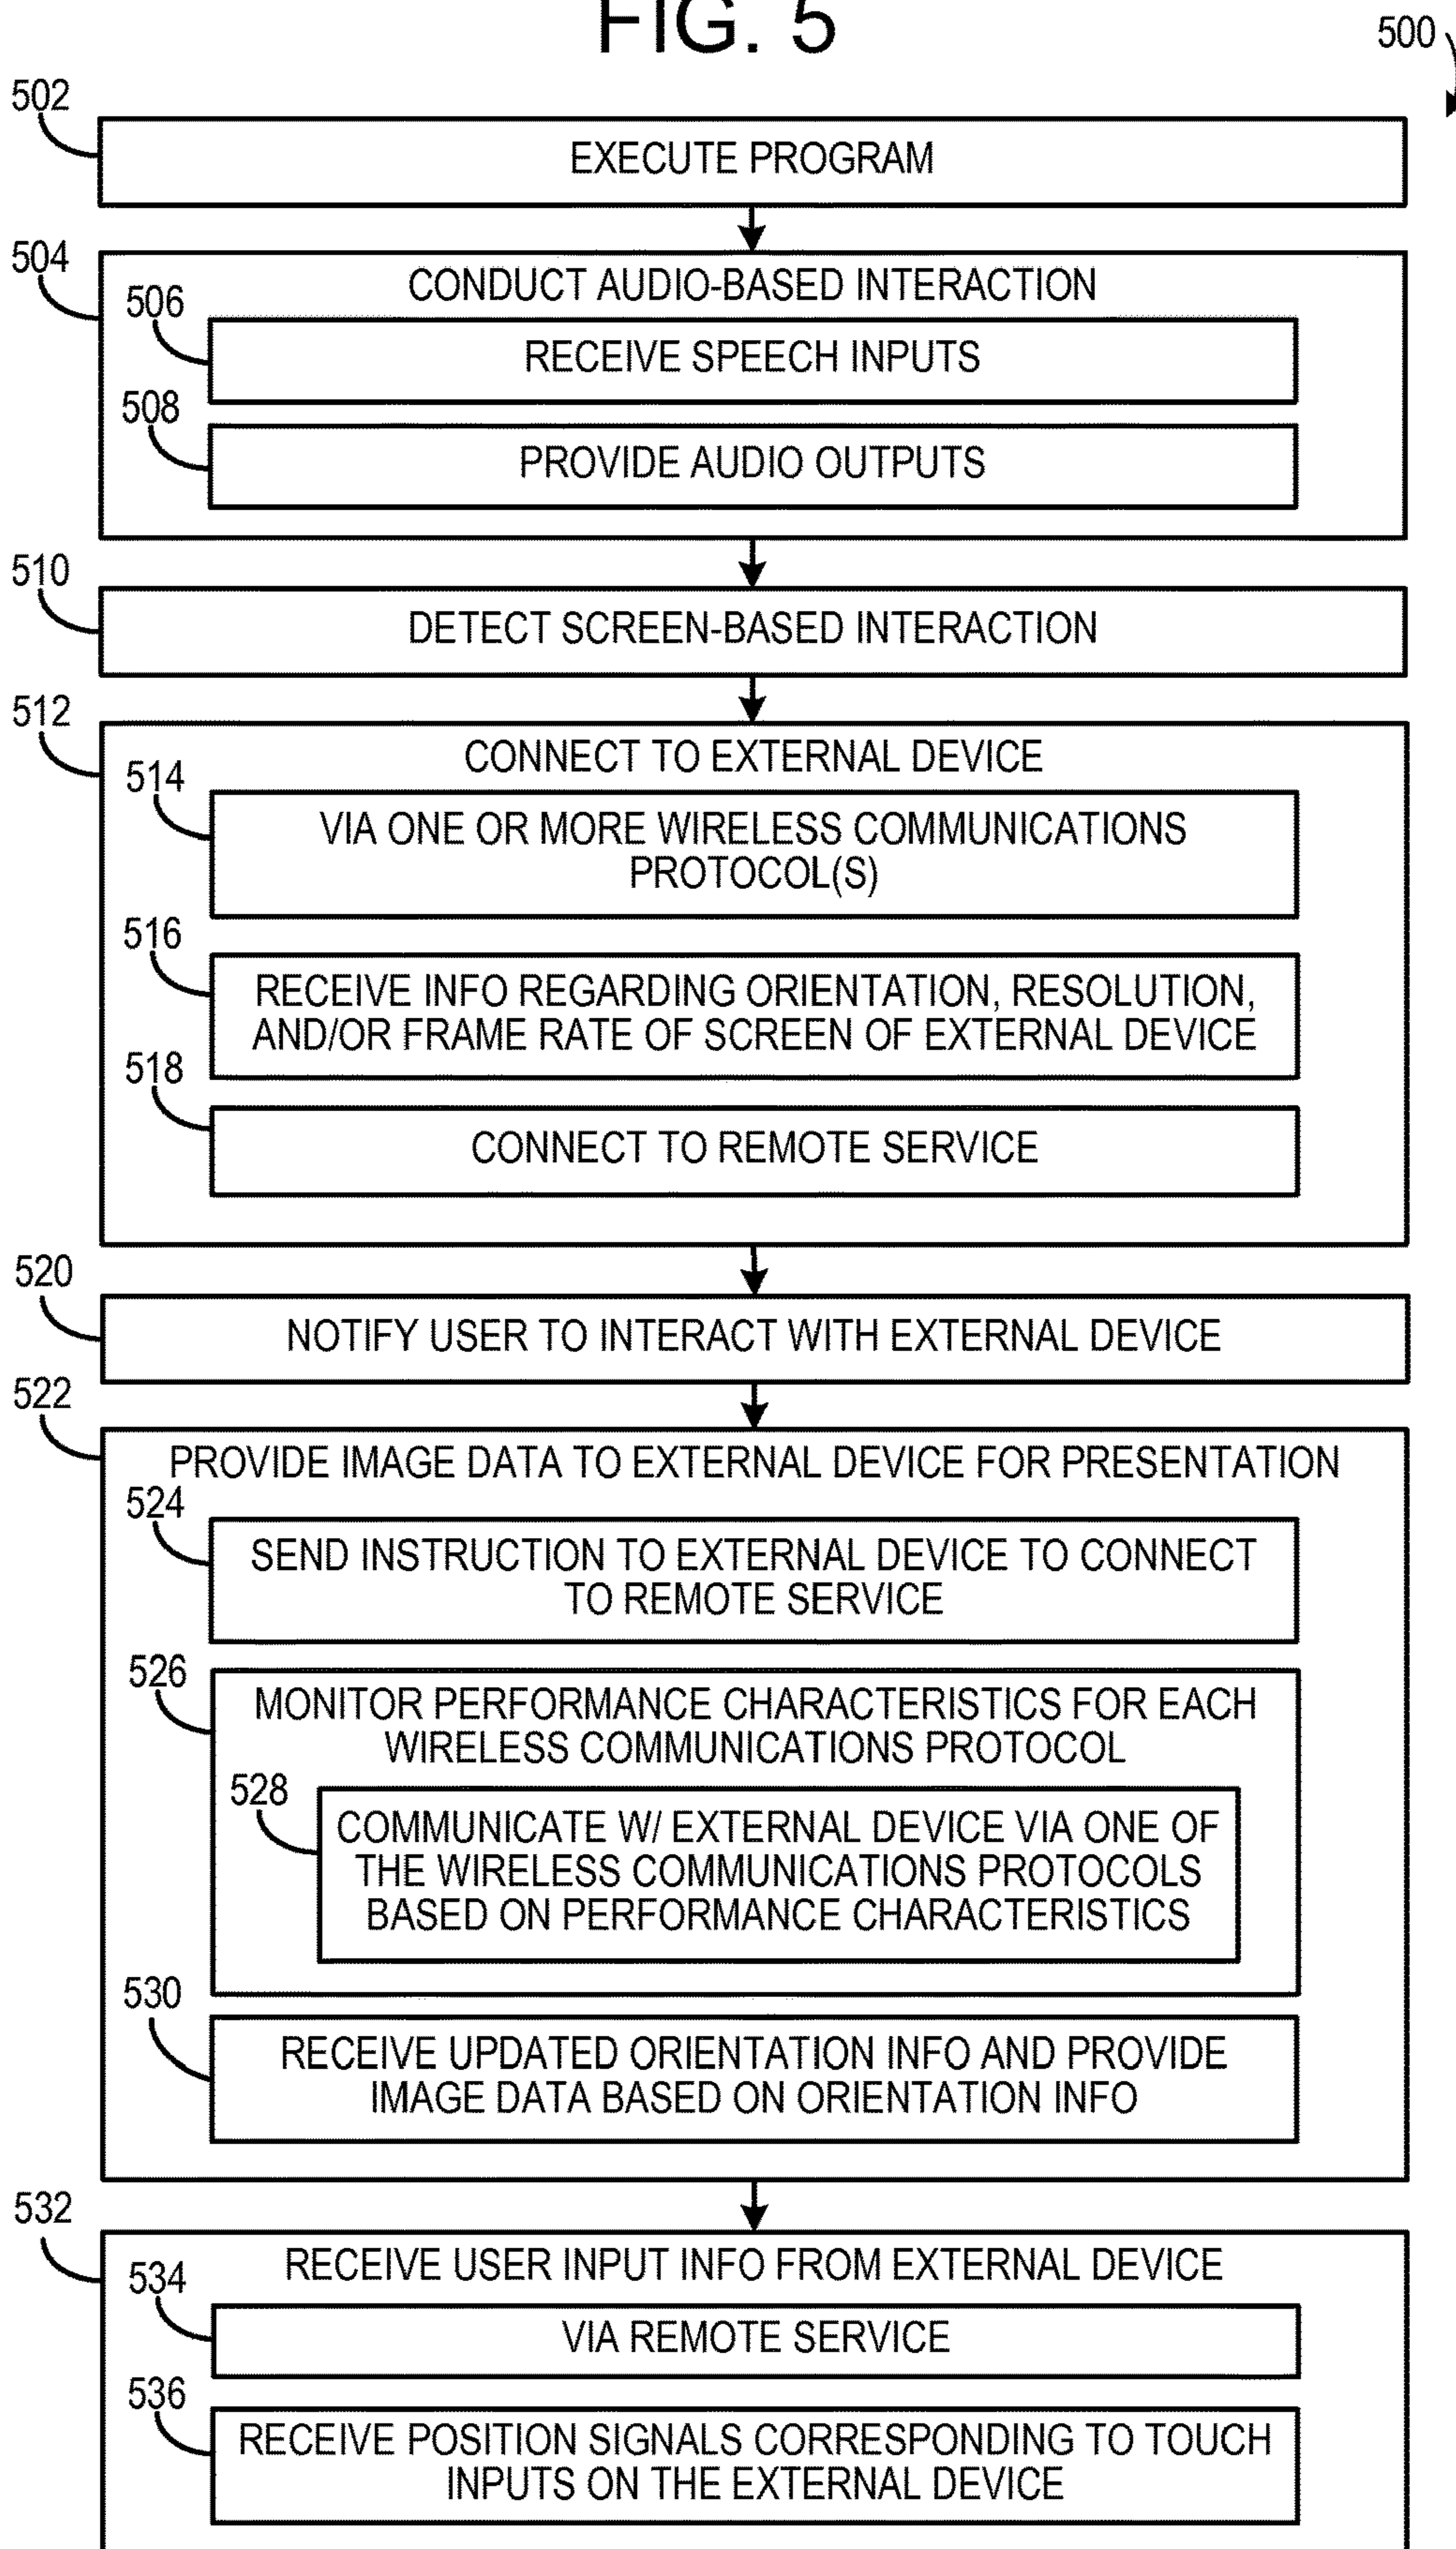 FIG. 5
500
502
EXECUTE PROGRAM
504
CONDUCT AUDIO-BASED INTERACTION
506
RECEIVE SPEECH INPUTS
508
PROVIDE AUDIO OUTPUTS
510
DETECT SCREEN-BASED INTERACTION
512
CONNECT TO EXTERNAL DEVICE
514
VIA ONE OR MORE WIRELESS COMMUNICATIONS
PROTOCOL(S)
516
RECEIVE INFO REGARDING ORIENTATION, RESOLUTION,
AND/OR FRAME RATE OF SCREEN OF EXTERNAL DEVICE
518
CONNECT TO REMOTE SERVICE
520
NOTIFY USER TO INTERACT WITH EXTERNAL DEVICE
522
PROVIDE IMAGE DATA TO EXTERNAL DEVICE FOR PRESENTATION
524
SEND INSTRUCTION TO EXTERNAL DEVICE TO CONNECT
TO REMOTE SERVICE
526
MONITOR PERFORMANCE CHARACTERISTICS FOR EACH
WIRELESS COMMUNICATIONS PROTOCOL
528
COMMUNICATE W/ EXTERNAL DEVICE VIA ONE OF
THE WIRELESS COMMUNICATIONS PROTOCOLS
BASED ON PERFORMANCE CHARACTERISTICS
530
RECEIVE UPDATED ORIENTATION INFO AND PROVIDE
IMAGE DATA BASED ON ORIENTATION INFO
532
RECEIVE USER INPUT INFO FROM EXTERNAL DEVICE
534
VIA REMOTE SERVICE
536
RECEIVE POSITION SIGNALS CORRESPONDING TO TOUCH
INPUTS ON THE EXTERNAL DEVICE